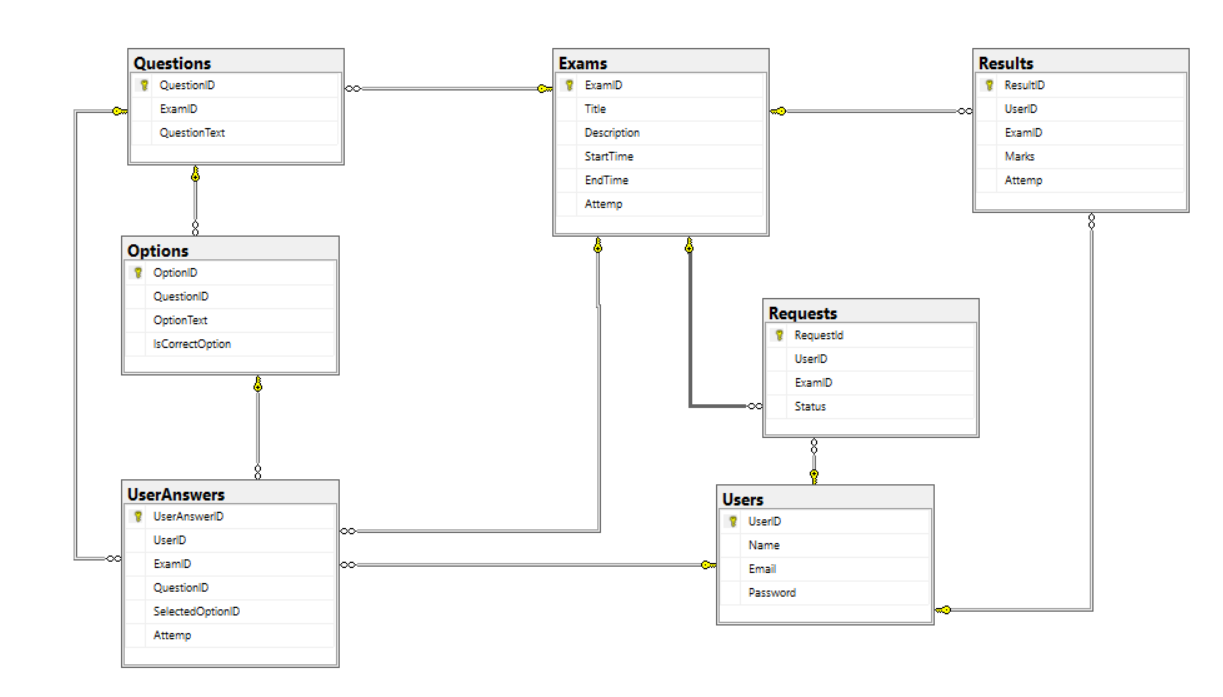 Questions
QuestionID
ExamID
QuestionText
Exams
ExamID
Title
Description
StartTime
EndTime
Attemp
Results
ResultID
UserID
ExamID
Marks
Attemp
Options
OptionID
QuestionID
OptionText
IsCorrectOption
Requests
RequestId
UserID
ExamID
Status
UserAnswers
UserAnswerID
UserID
ExamID
QuestionID
SelectedOptionID
Attemp
Users
UserID
Name
Email
Password